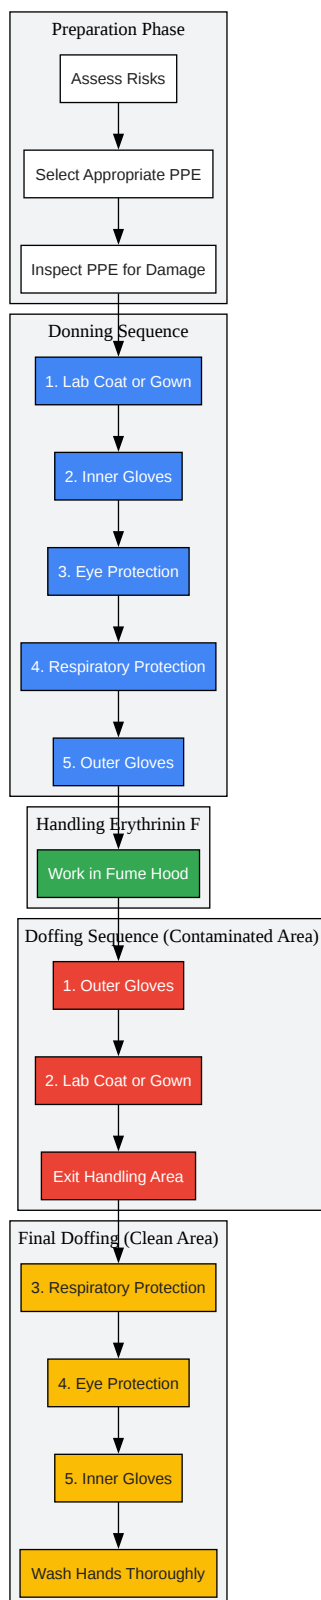 Preparation Phase
Assess Risks
Select Appropriate PPE
Inspect PPE for Damage
Donning Sequence
1. Lab Coat or Gown
2. Inner Gloves
3. Eye Protection
4. Respiratory Protection
5. Outer Gloves
Handling Erythrinin F
Work in Fume Hood
Doffing Sequence (Contaminated Area)
1. Outer Gloves
2. Lab Coat or Gown
Exit Handling Area
Final Doffing (Clean Area)
3. Respiratory Protection
4. Eye Protection
5. Inner Gloves
Wash Hands Thoroughly